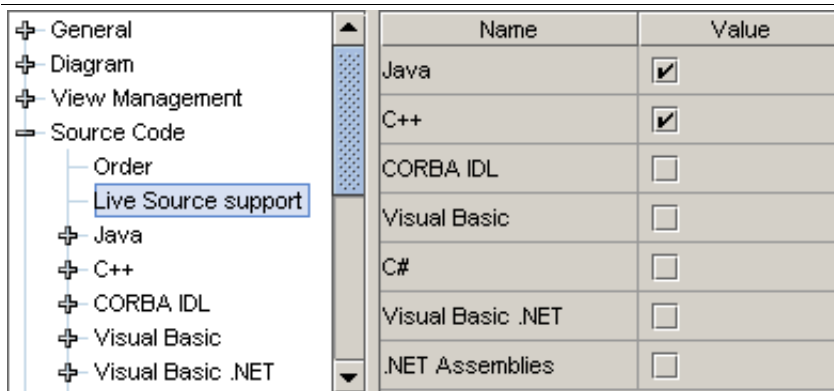 General
Diagram
View Management
Source Code
Order
Live Source support
Java
C++
CORBA IDL
Visual Basic
Visual Basic .NET
Name Value
Java
C++
CORBA IDL
Visual Basic
C#
Visual Basic .NET
.NET Assemblies